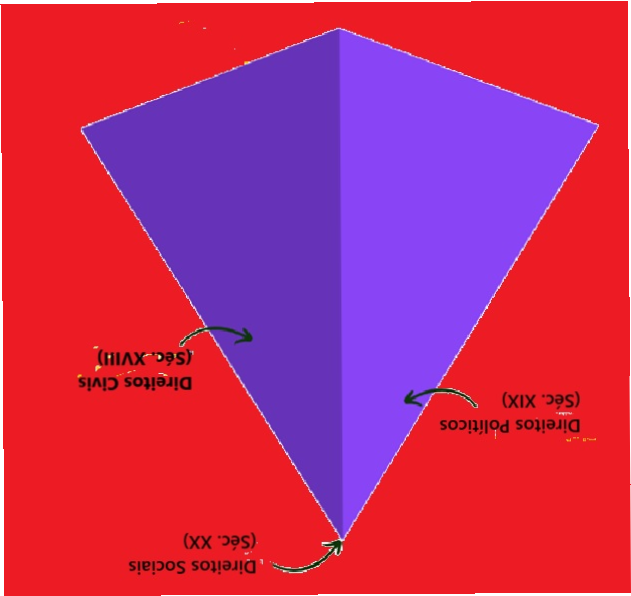 Direitos Sociais
(Séc. XX)
Direitos Políticos
(Séc. XIX)
Direitos Civis
(Séc. XVIII)